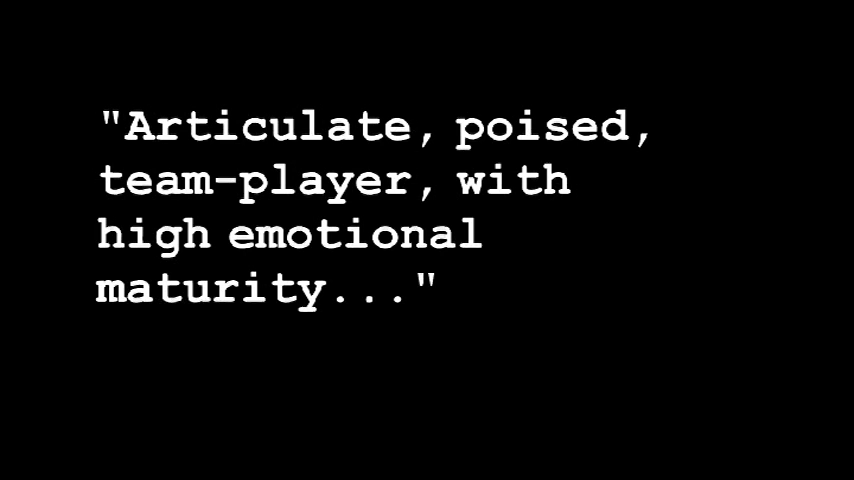 "Articulate, poised,
team-player, with
high emotional
maturity..."